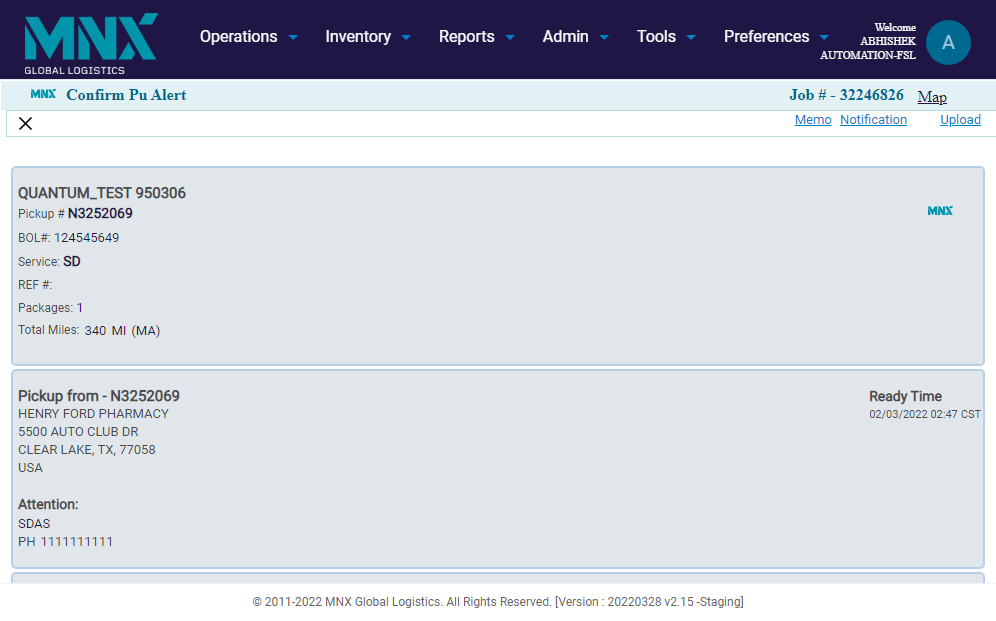 MNX
GLOBAL LOGISTICS
Operations Inventory Reports Admin Tools Preferences
Welcome
ABHISHEK
AUTOMATION-FSL
A
MNX Confirm Pu Alert Job # - 32246826 Map
Memo Notification Upload
QUANTUM_TEST 950306
Pickup # N3252069
MNX
BOL#: 124545649
Service: SD
REF #:
Packages: 1
Total Miles: 340 MI (MA)
Pickup from - N3252069 Ready Time
HENRY FORD PHARMACY 02/03/2022 02:47 CST
5500 AUTO CLUB DR
CLEAR LAKE, TX, 77058
USA
Attention:
SDAS
PH 1111111111
© 2011-2022 MNX Global Logistics. All Rights Reserved. [Version : 20220328 v2.15 -Staging]